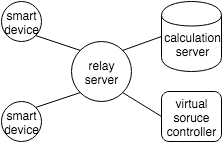 smart
device
calculation
server
relay
server
smart
device
virtual
soruce
controller